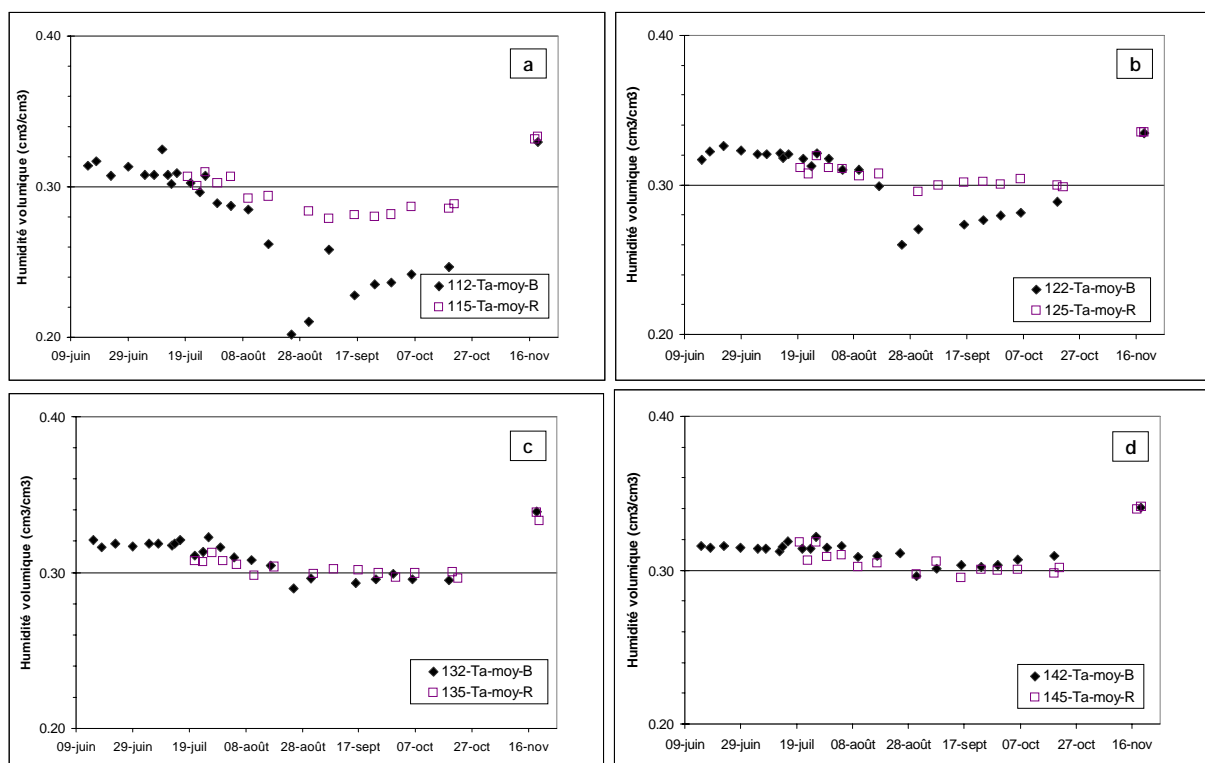 a
0.40
0.30
0.20
Humidité volumique (cm3/cm3)
112-Ta-moy-B
115-Ta-moy-R
09-juin 29-juin 19-juil 08-août 28-août 17-sept 07-oct 27-oct 16-nov
b
0.40
0.30
0.20
Humidité volumique (cm3/cm3)
122-Ta-moy-B
125-Ta-moy-R
09-juin 29-juin 19-juil 08-août 28-août 17-sept 07-oct 27-oct 16-nov
c
0.40
0.30
0.20
Humidité volumique (cm3/cm3)
132-Ta-moy-B
135-Ta-moy-R
09-juin 29-juin 19-juil 08-août 28-août 17-sept 07-oct 27-oct 16-nov
d
0.40
0.30
0.20
Humidité volumique (cm3/cm3)
142-Ta-moy-B
145-Ta-moy-R
09-juin 29-juin 19-juil 08-août 28-août 17-sept 07-oct 27-oct 16-nov